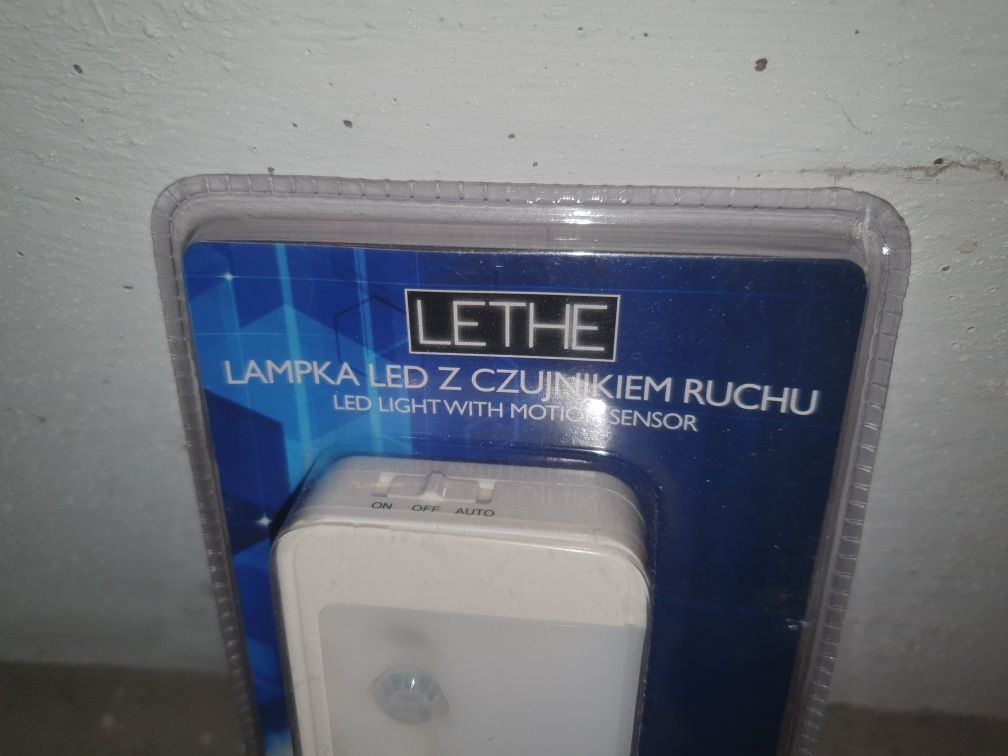 LETHE
LAMPKA LED Z CZUJNIKIEM RUCHU
LED LIGHT WITH MOTION SENSOR
ON OFF AUTO